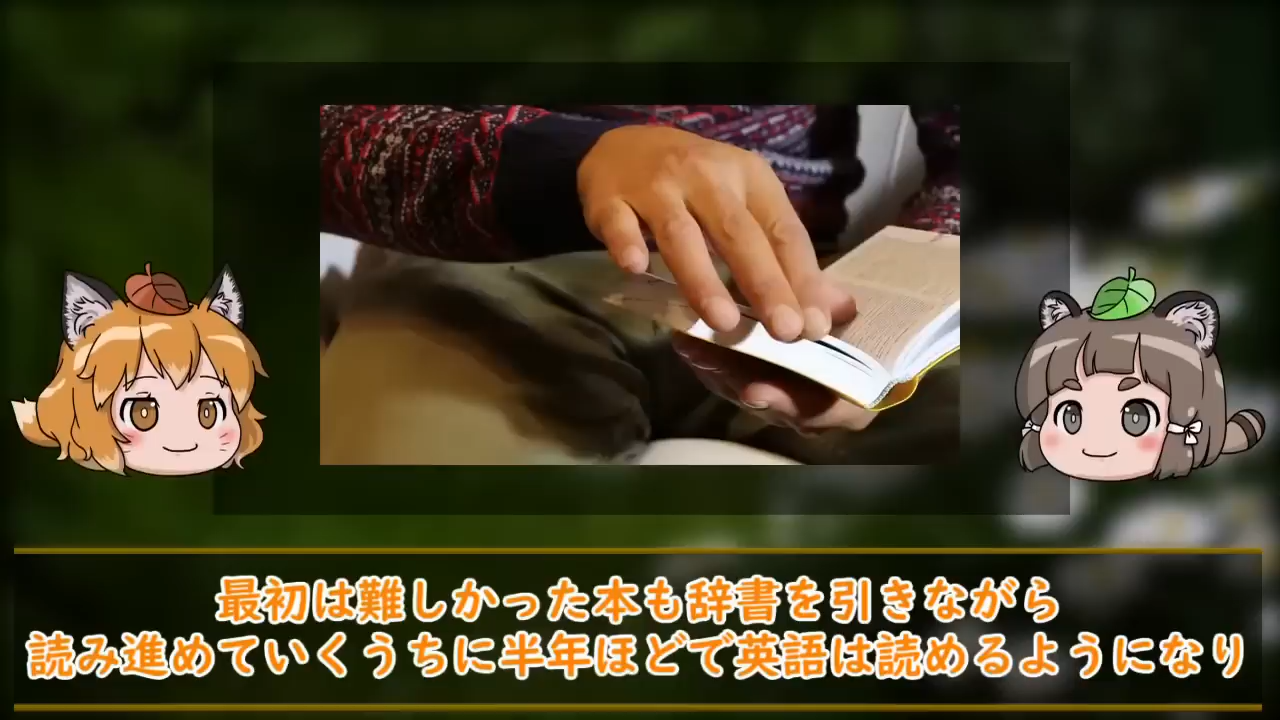 最初は難しかった本も辞書を引きながら
読み進めていくうちに半年ほどで英語は読めるようになり